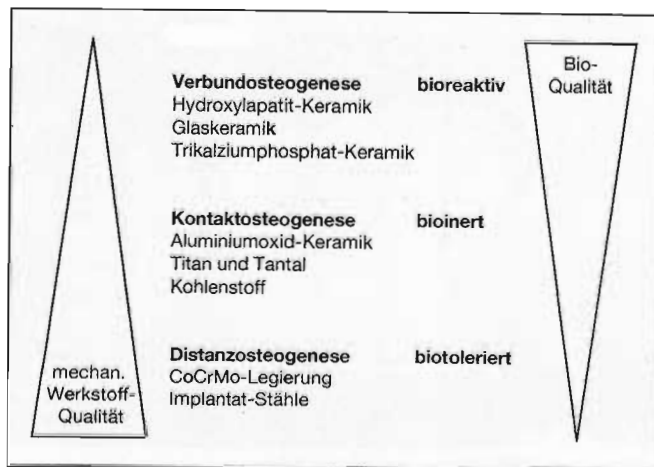 Verbundosteogenese bioreaktiv
Hydroxylapatit-Keramik
Glaskeramik
Trikalziumphosphat-Keramik
Bio-
Qualität
Kontaktosteogenese bioinert
Aluminiumoxid-Keramik
Titan und Tantal
Kohlenstoff
Distanzosteogenese biotoleriert
CoCrMo-Legierung
Implantat-Stähle
mechan.
Werkstoff-
Qualität